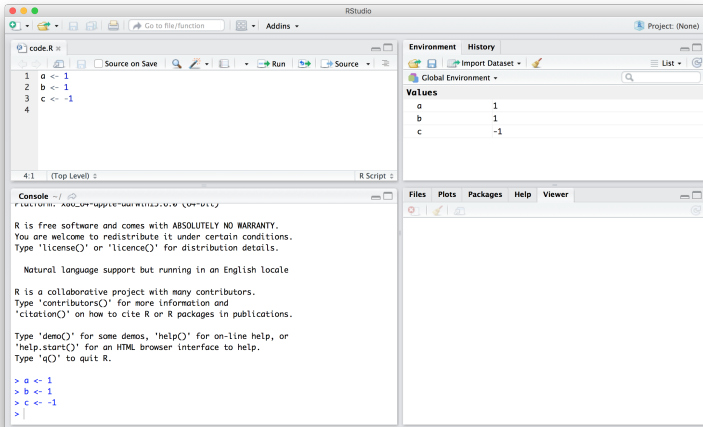 RStudio
Go to file/function
Addins
Project: (None)
code.R
Source on Save
Run
Source
1 a <- 1
2 b <- 1
3 c <- -1
4
4:1 (Top Level)
R Script
Console ~/
R is free software and comes with ABSOLUTELY NO WARRANTY.
You are welcome to redistribute it under certain conditions.
Type 'license()' or 'licence()' for distribution details.
Natural language support but running in an English locale
R is a collaborative project with many contributors.
Type 'contributors()' for more information and
'citation()' on how to cite R or R packages in publications.
Type 'demo()' for some demos, 'help()' for on-line help, or
'help.start()' for an HTML browser interface to help.
Type 'q()' to quit R.
> a <- 1
> b <- 1
> c <- -1
>
Environment History
Import Dataset
List
Global Environment
Values
a 1
b 1
c -1
Files Plots Packages Help Viewer